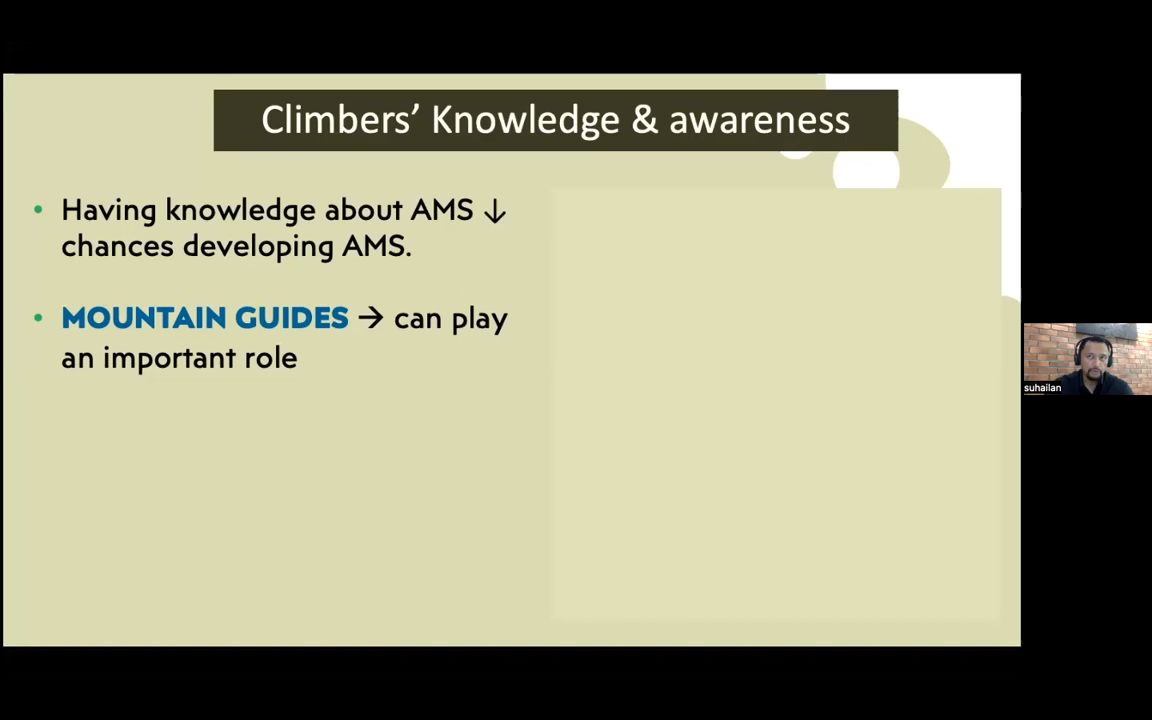 Climbers’ Knowledge & awareness
• Having knowledge about AMS ↓
chances developing AMS.
• MOUNTAIN GUIDES → can play
an important role
suhailan